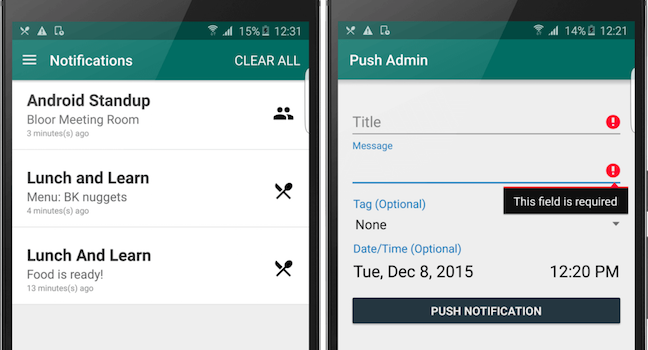 15% 12:31
Notifications CLEAR ALL
Android Standup
Bloor Meeting Room
3 minutes(s) ago
Lunch and Learn
Menu: BK nuggets
4 minutes(s) ago
Lunch And Learn
Food is ready!
13 minutes(s) ago
14% 12:21
Push Admin
Title
Message
This field is required
Tag (Optional)
None
Date/Time (Optional)
Tue, Dec 8, 2015 12:20 PM
PUSH NOTIFICATION